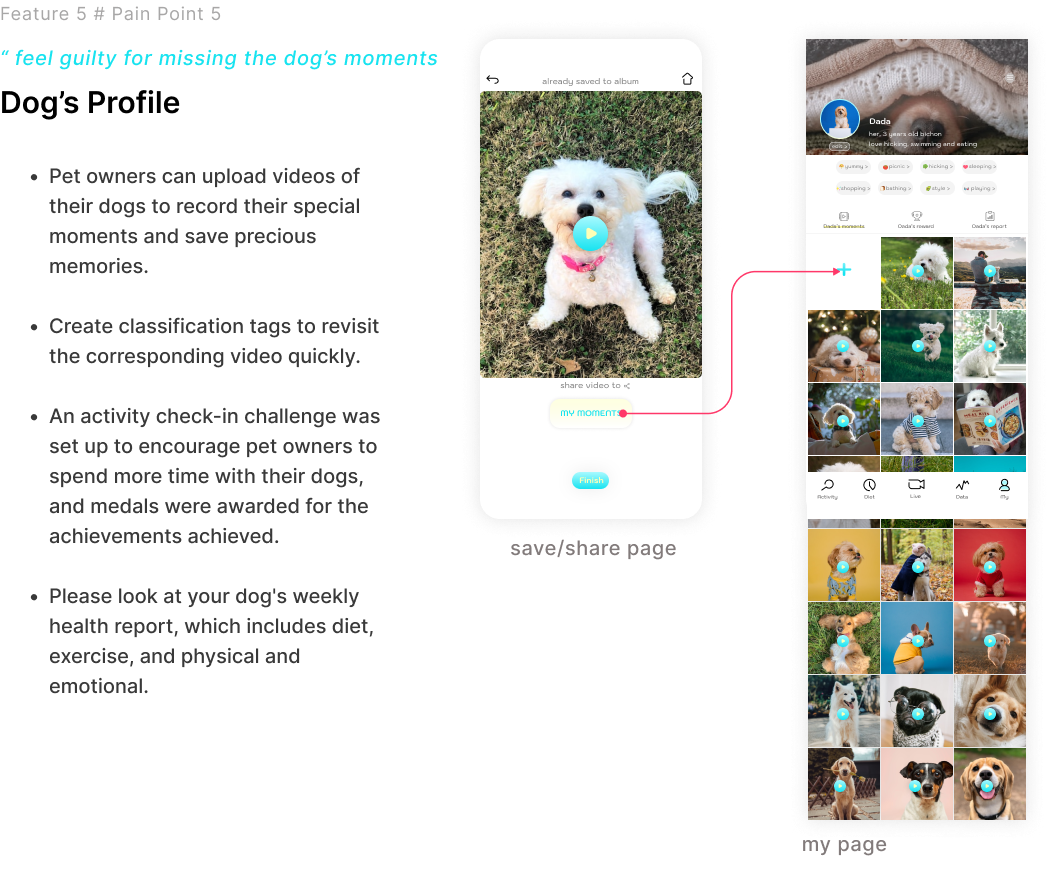 Feature 5 # Pain Point 5
“ feel guilty for missing the dog’s moments
Dog’s Profile
• Pet owners can upload videos of
their dogs to record their special
moments and save precious
memories.
• Create classification tags to revisit
the corresponding video quickly.
• An activity check-in challenge was
set up to encourage pet owners to
spend more time with their dogs,
and medals were awarded for the
achievements achieved.
• Please look at your dog's weekly
health report, which includes diet,
exercise, and physical and
emotional.
already saved to album
share video to
MY MOMENTS
Finish
save/share page
Dada
her, 3 years old bichon
love hicking, swimming and eating
edit >
yummy >
picnic >
hicking >
sleeping >
shopping >
bathing >
style >
playing >
Dada's moments
Dada's reward
Dada's report
Activity
Diet
Live
Data
My
my page